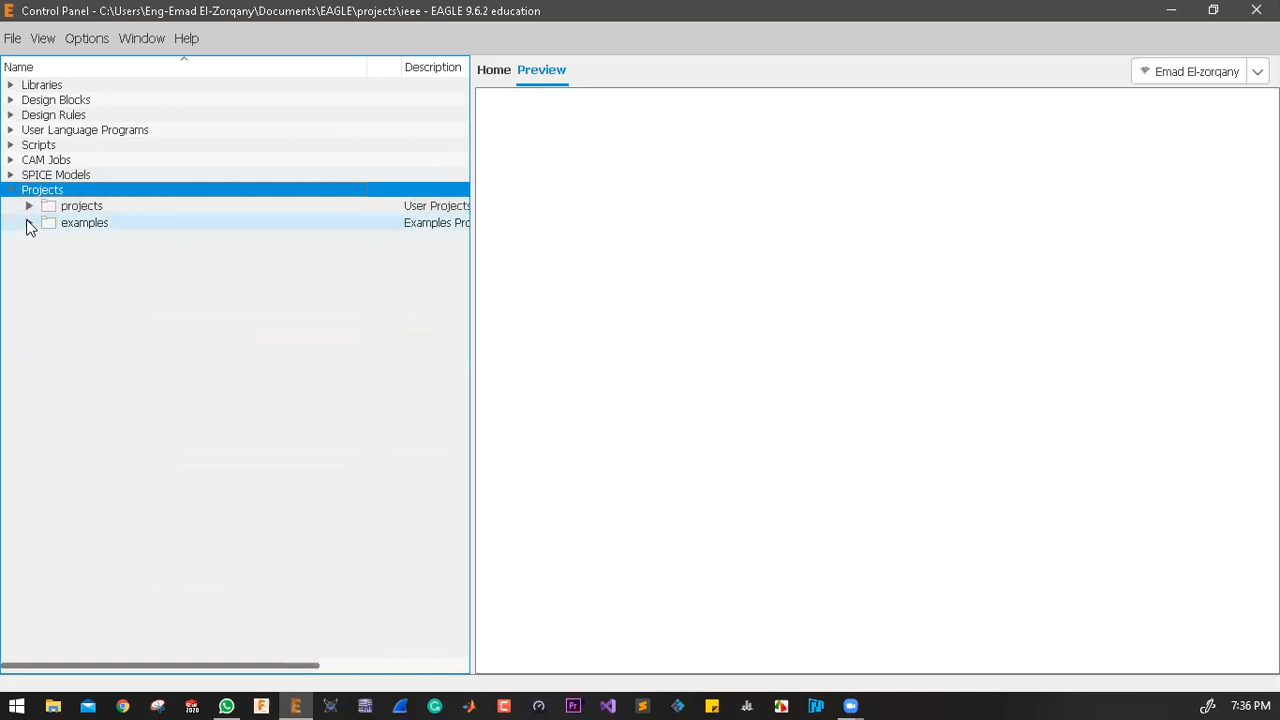 Control Panel - C:\Users\Eng-Emad El-Zorqany\Documents\EAGLE\projects\ieee - EAGLE 9.6.2 education
File View Options Window Help
Name Description
Home Preview
Emad El-zorqany
Libraries
Design Blocks
Design Rules
User Language Programs
Scripts
CAM Jobs
SPICE Models
Projects
projects User Projects
examples Examples Pro
7:36 PM